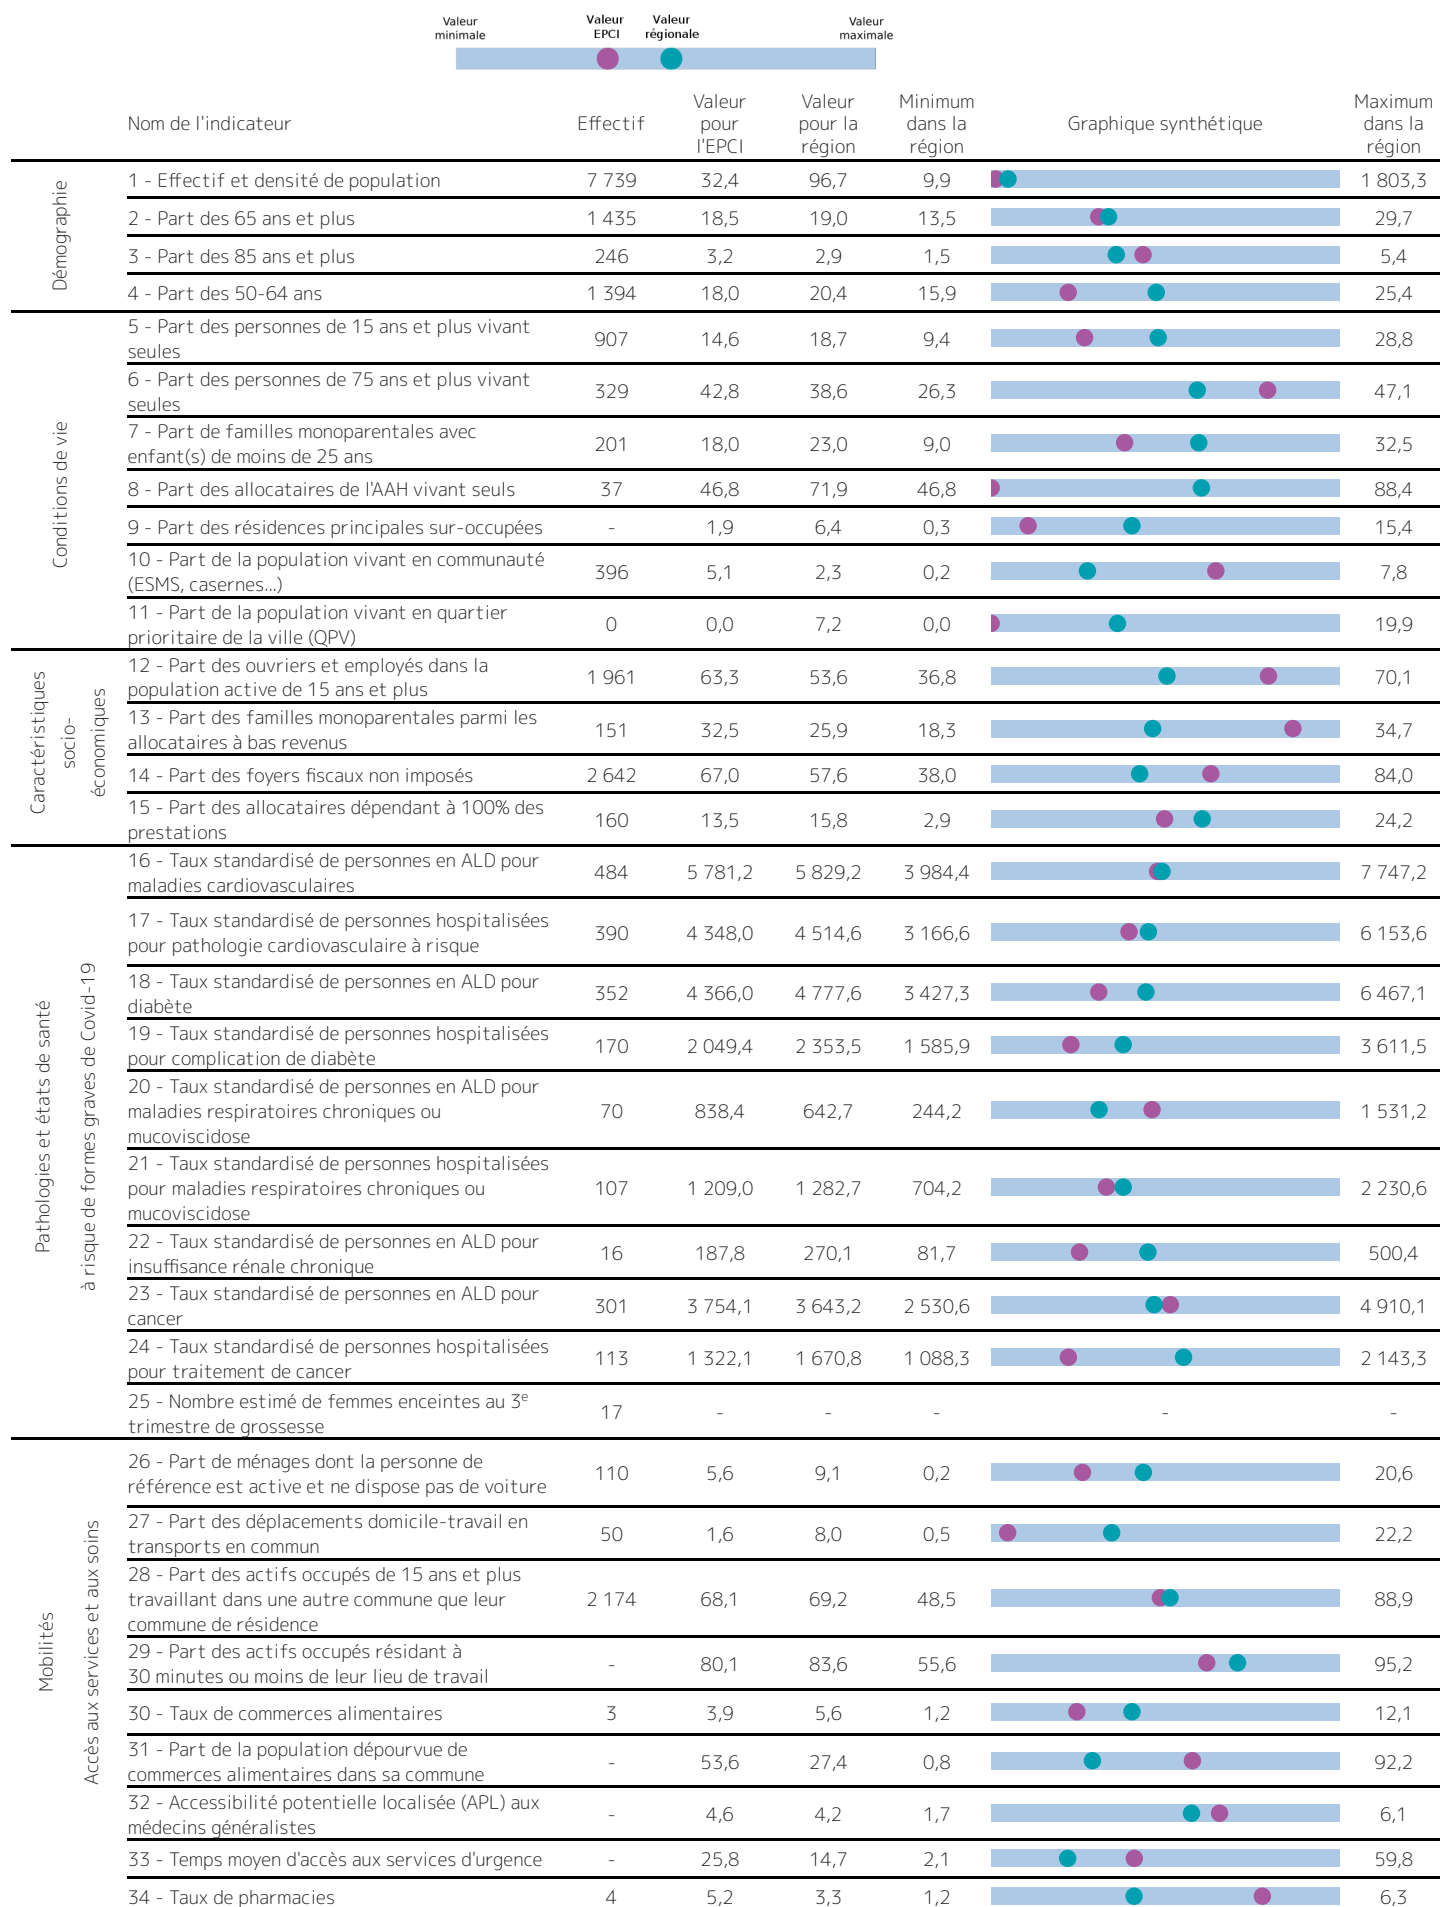 Valeur minimale
Valeur EPCI
Valeur régionale
Valeur maximale
Nom de l'indicateur
Effectif
Valeur pour l'EPCI
Valeur pour la région
Minimum dans la région
Graphique synthétique
Maximum dans la région
Démographie
1 - Effectif et densité de population 7 739 32,4 96,7 9,9 1 803,3
2 - Part des 65 ans et plus 1 435 18,5 19,0 13,5 29,7
3 - Part des 85 ans et plus 246 3,2 2,9 1,5 5,4
4 - Part des 50-64 ans 1 394 18,0 20,4 15,9 25,4
Conditions de vie
5 - Part des personnes de 15 ans et plus vivant
seules 907 14,6 18,7 9,4 28,8
6 - Part des personnes de 75 ans et plus vivant
seules 329 42,8 38,6 26,3 47,1
7 - Part de familles monoparentales avec
enfant(s) de moins de 25 ans 201 18,0 23,0 9,0 32,5
8 - Part des allocataires de l'AAH vivant seuls 37 46,8 71,9 46,8 88,4
9 - Part des résidences principales sur-occupées - 1,9 6,4 0,3 15,4
10 - Part de la population vivant en communauté
(ESMS, casernes...) 396 5,1 2,3 0,2 7,8
11 - Part de la population vivant en quartier
prioritaire de la ville (QPV) 0 0,0 7,2 0,0 19,9
Caractéristiques
socio-
économiques
12 - Part des ouvriers et employés dans la
population active de 15 ans et plus 1 961 63,3 53,6 36,8 70,1
13 - Part des familles monoparentales parmi les
allocataires à bas revenus 151 32,5 25,9 18,3 34,7
14 - Part des foyers fiscaux non imposés 2 642 67,0 57,6 38,0 84,0
15 - Part des allocataires dépendant à 100% des
prestations 160 13,5 15,8 2,9 24,2
Pathologies et états de santé
à risque de formes graves de Covid-19
16 - Taux standardisé de personnes en ALD pour
maladies cardiovasculaires 484 5 781,2 5 829,2 3 984,4 7 747,2
17 - Taux standardisé de personnes hospitalisées
pour pathologie cardiovasculaire à risque 390 4 348,0 4 514,6 3 166,6 6 153,6
18 - Taux standardisé de personnes en ALD pour
diabète 352 4 366,0 4 777,6 3 427,3 6 467,1
19 - Taux standardisé de personnes hospitalisées
pour complication de diabète 170 2 049,4 2 353,5 1 585,9 3 611,5
20 - Taux standardisé de personnes en ALD pour
maladies respiratoires chroniques ou 70 838,4 642,7 244,2 1 531,2
mucoviscidose
21 - Taux standardisé de personnes hospitalisées
pour maladies respiratoires chroniques ou 107 1 209,0 1 282,7 704,2 2 230,6
mucoviscidose
22 - Taux standardisé de personnes en ALD pour
insuffisance rénale chronique 16 187,8 270,1 81,7 500,4
23 - Taux standardisé de personnes en ALD pour
cancer 301 3 754,1 3 643,2 2 530,6 4 910,1
24 - Taux standardisé de personnes hospitalisées
pour traitement de cancer 113 1 322,1 1 670,8 1 088,3 2 143,3
25 - Nombre estimé de femmes enceintes au 3e
trimestre de grossesse 17 - - - - -
Mobilités
Accès aux services et aux soins
26 - Part de ménages dont la personne de
référence est active et ne dispose pas de voiture 110 5,6 9,1 0,2 20,6
27 - Part des déplacements domicile-travail en
transports en commun 50 1,6 8,0 0,5 22,2
28 - Part des actifs occupés de 15 ans et plus
travaillant dans une autre commune que leur 2 174 68,1 69,2 48,5 88,9
commune de résidence
29 - Part des actifs occupés résidant à
30 minutes ou moins de leur lieu de travail - 80,1 83,6 55,6 95,2
30 - Taux de commerces alimentaires 3 3,9 5,6 1,2 12,1
31 - Part de la population dépourvue de
commerces alimentaires dans sa commune - 53,6 27,4 0,8 92,2
32 - Accessibilité potentielle localisée (APL) aux
médecins généralistes - 4,6 4,2 1,7 6,1
33 - Temps moyen d'accès aux services d'urgence - 25,8 14,7 2,1 59,8
34 - Taux de pharmacies 4 5,2 3,3 1,2 6,3